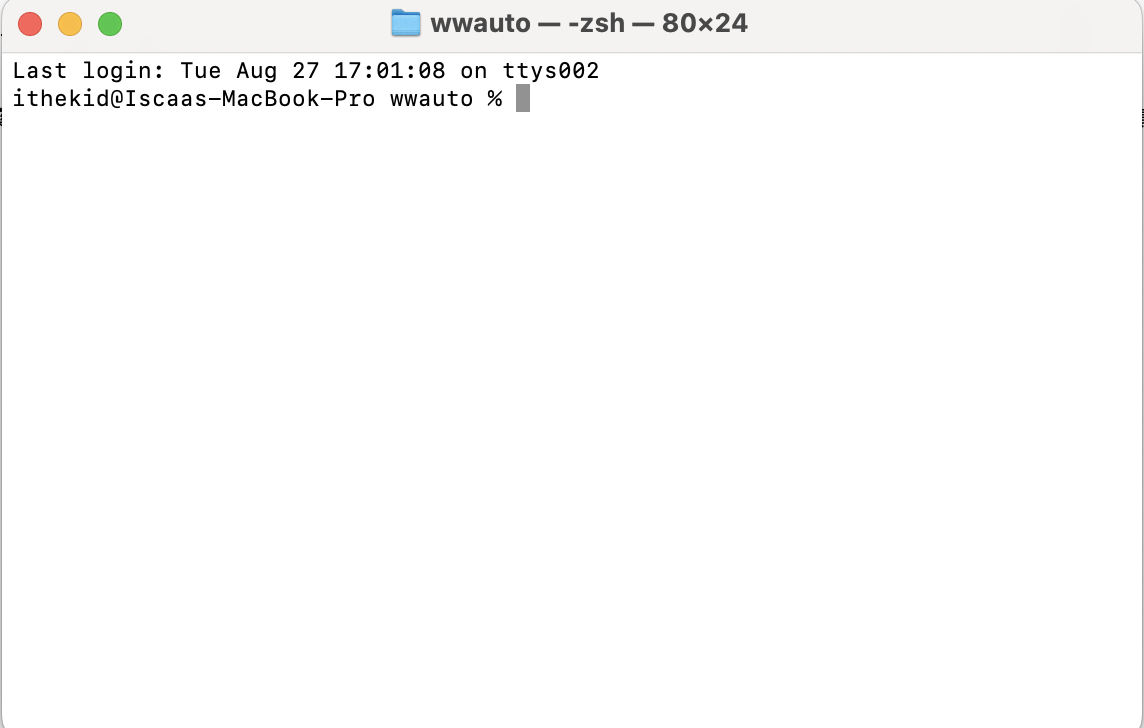 wwauto — -zsh — 80×24
Last login: Tue Aug 27 17:01:08 on ttys002
ithekid@Iscaas-MacBook-Pro wwauto %